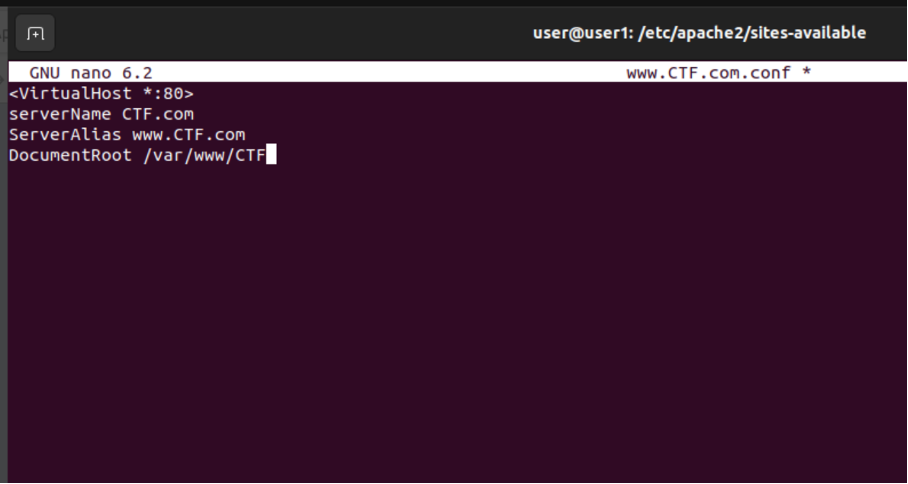 user@user1: /etc/apache2/sites-available
GNU nano 6.2 www.CTF.com.conf *
<VirtualHost *:80>
serverName CTF.com
ServerAlias www.CTF.com
DocumentRoot /var/www/CTF